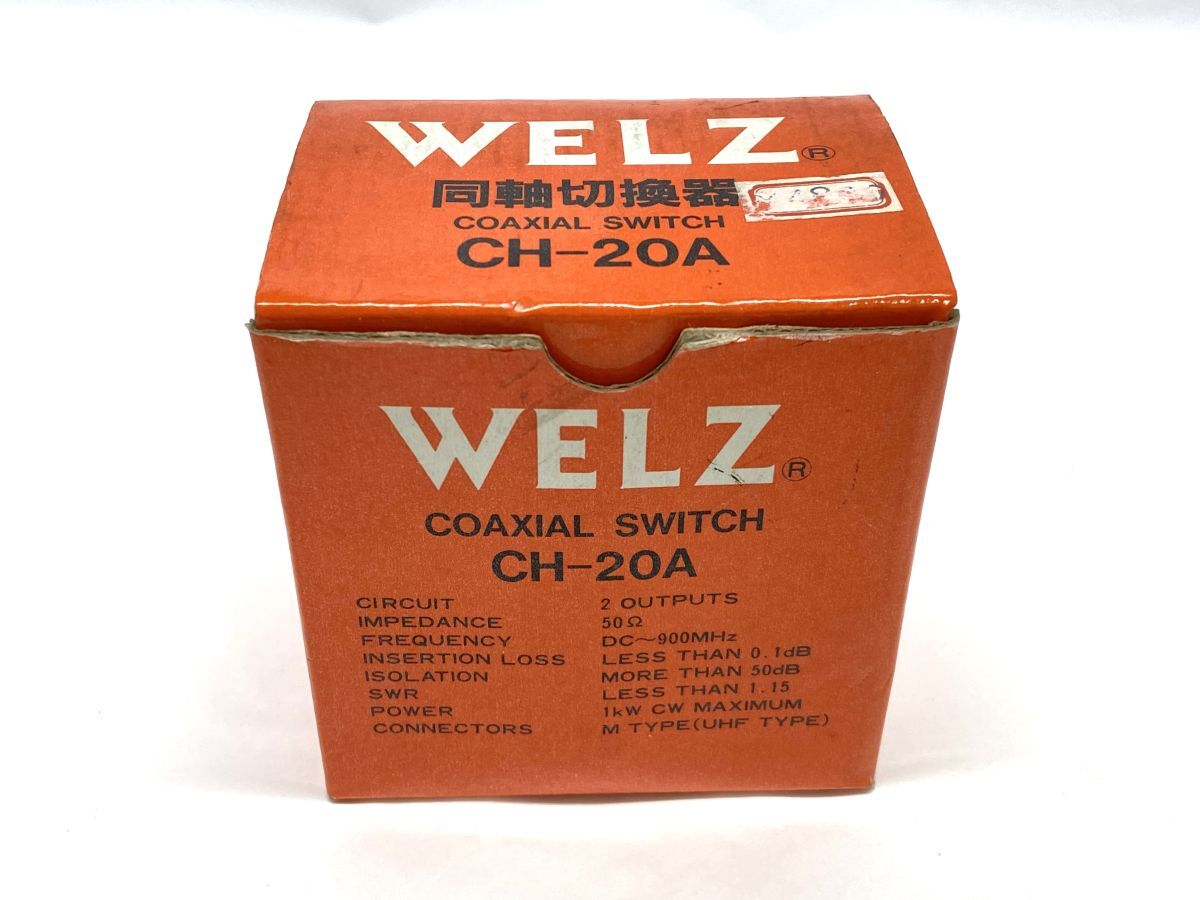 WELZ®
同軸切換器
COAXIAL SWITCH
CH-20A
WELZ®
COAXIAL SWITCH
CH-20A
CIRCUIT 2 OUTPUTS
IMPEDANCE 50Ω
FREQUENCY DC~900MHz
INSERTION LOSS LESS THAN 0.1dB
ISOLATION MORE THAN 50dB
SWR LESS THAN 1.15
POWER 1kW CW MAXIMUM
CONNECTORS M TYPE(UHF TYPE)